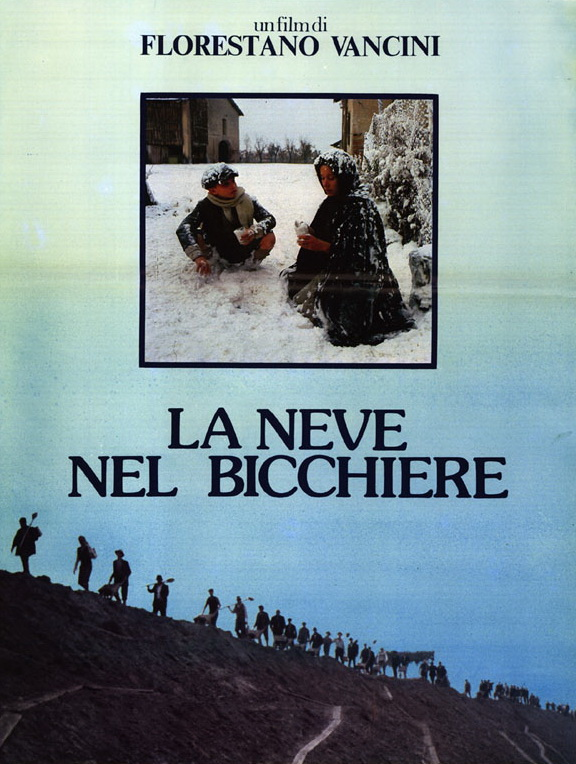 un film di
FLORESTANO VANCINI
LA NEVE
NEL BICCHIERE